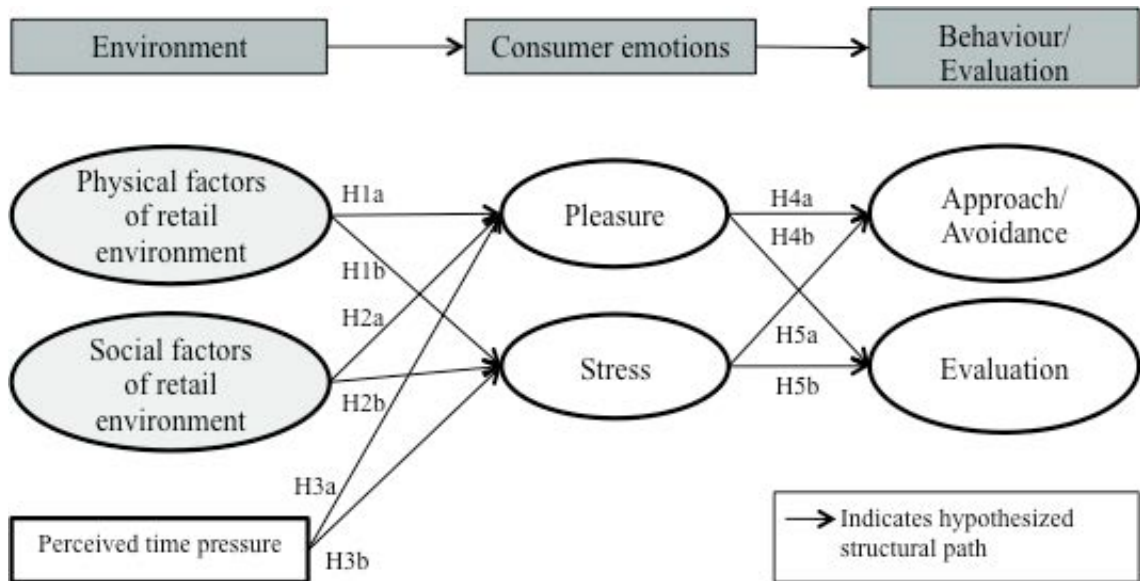 Environment
Consumer emotions
Behaviour/
Evaluation
Physical factors
of retail
environment
H1a
Pleasure
H4a
H4b
Approach/
Avoidance
H1b
H2a
Social factors
of retail
environment
H2b
Stress
H5a
H5b
Evaluation
H3a
Perceived time pressure
H3b
Indicates hypothesized
structural path